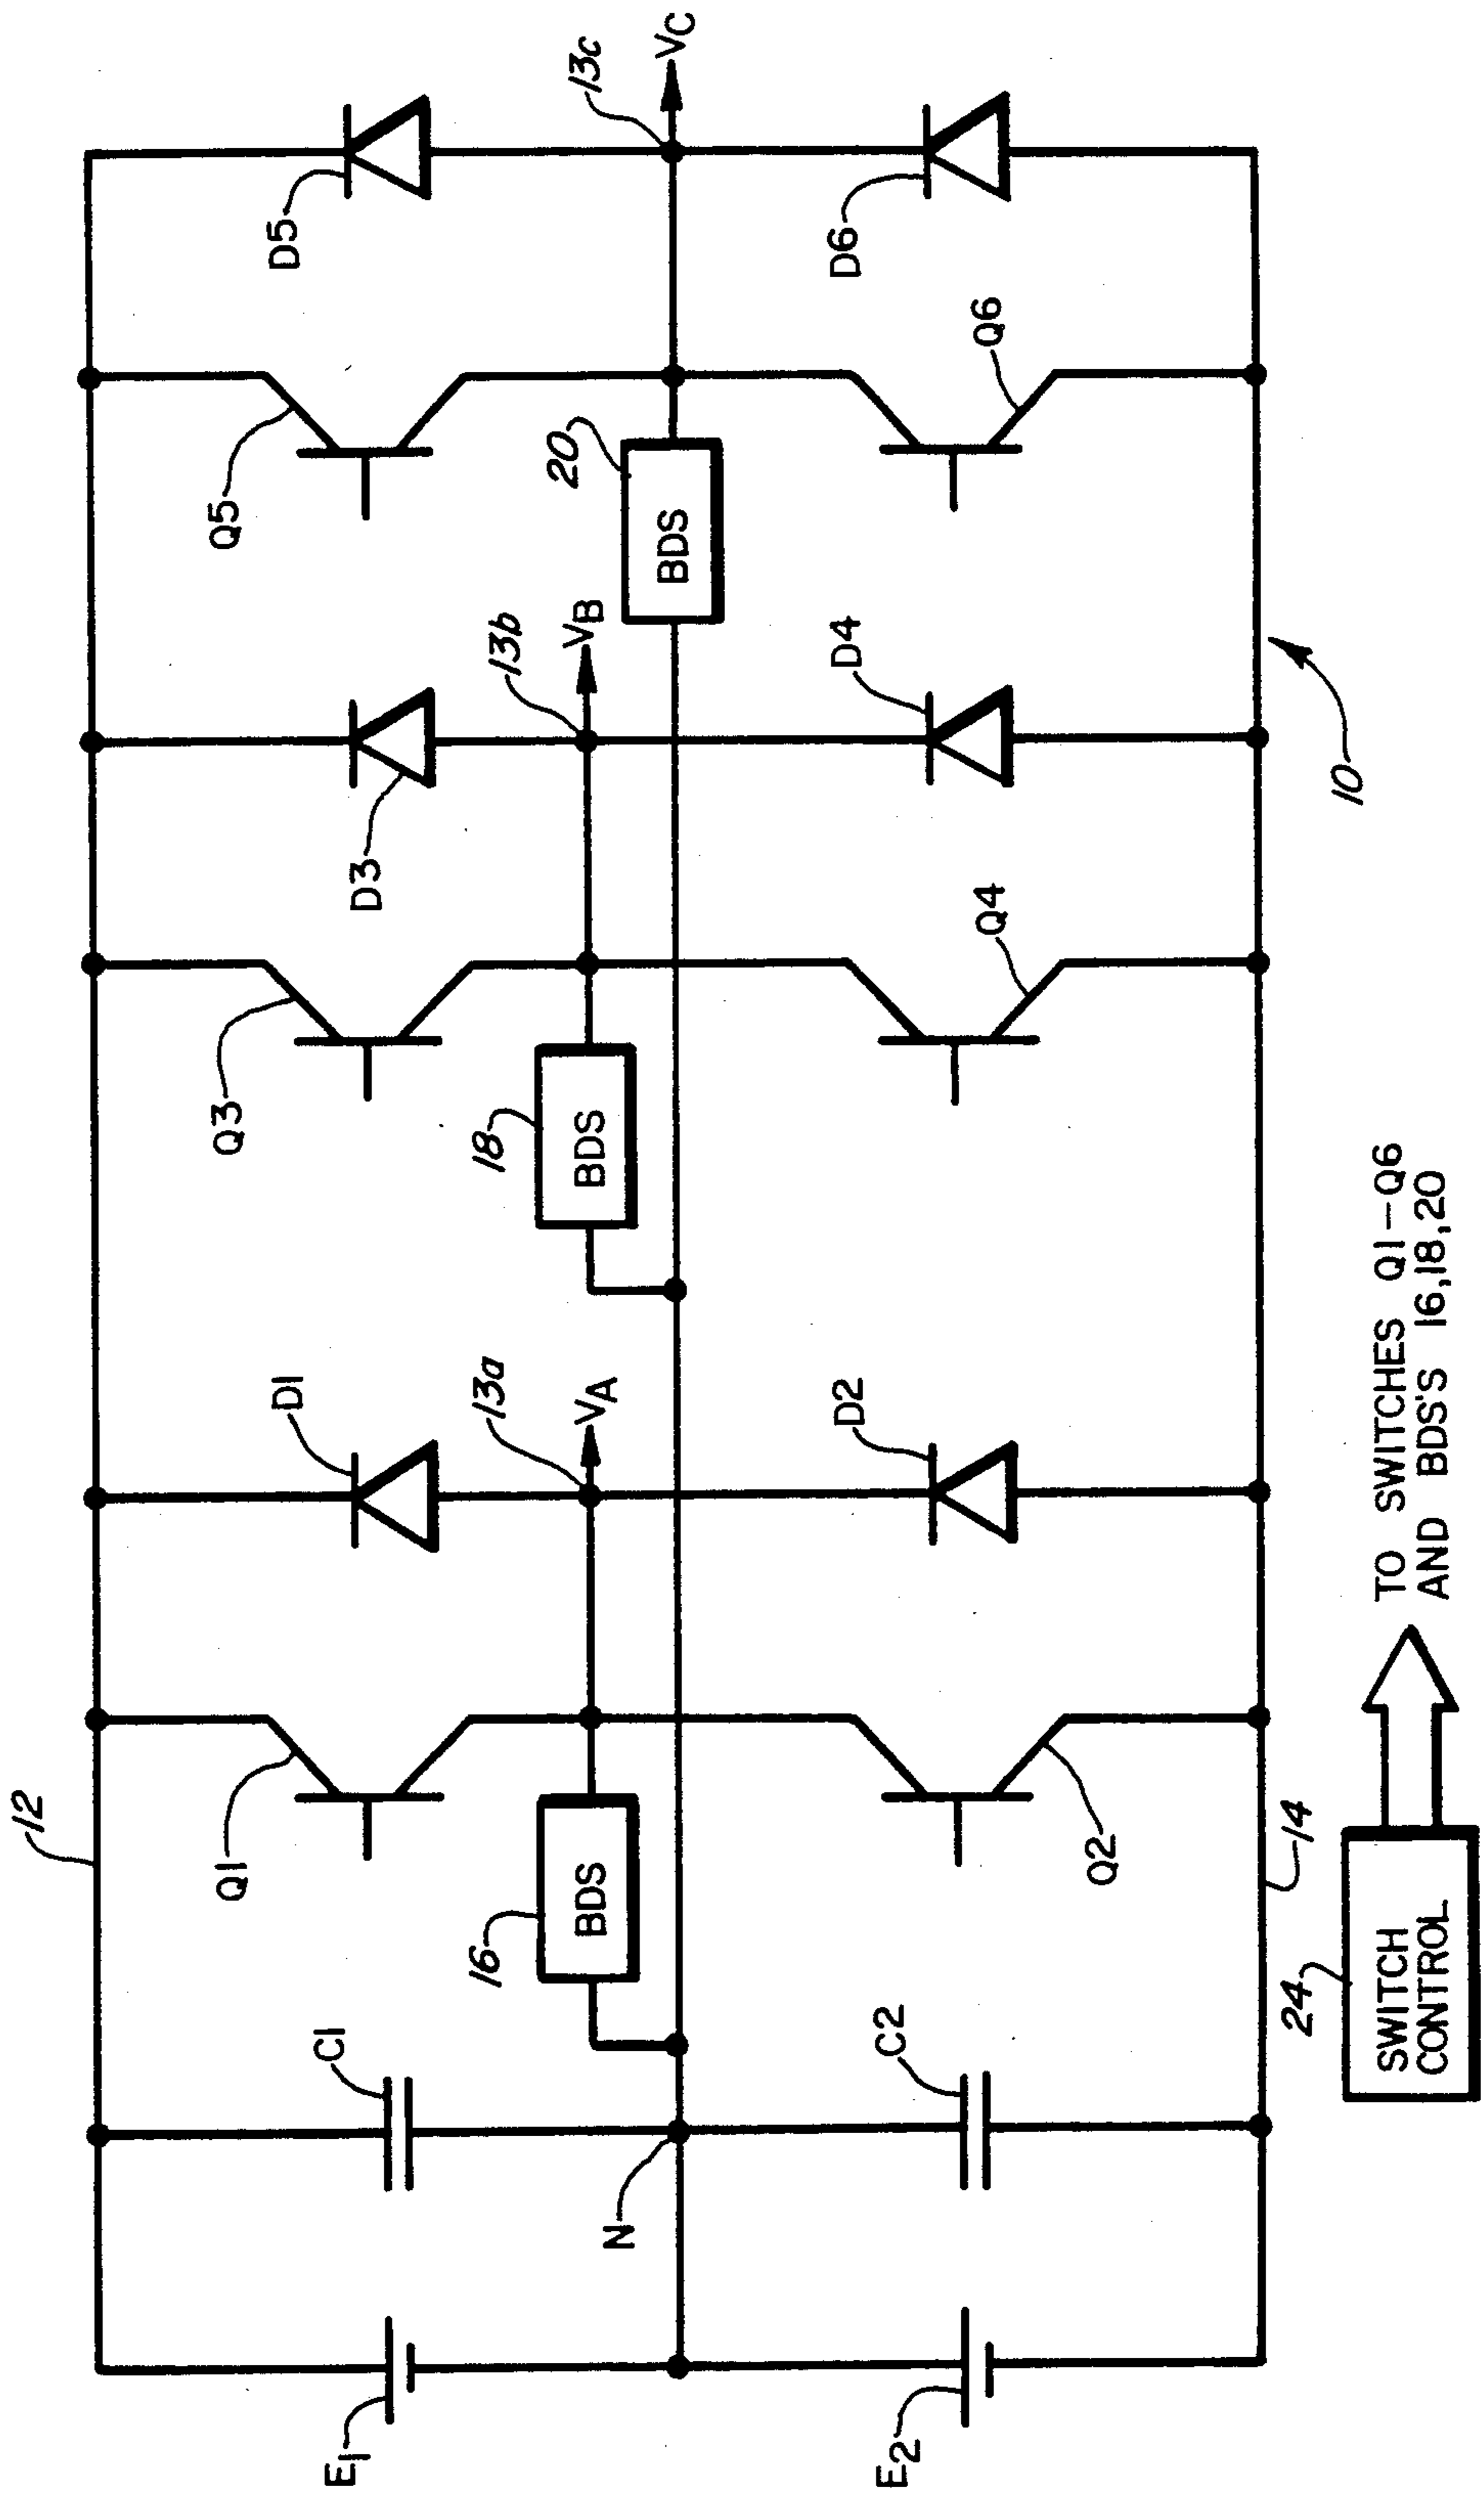 12
E1
E2
N
C1
C2
16
BDS
Q1
Q2
14
D1
D2
13a
VA
18
BDS
Q3
Q4
D3
D4
13b
VB
20
BDS
Q5
Q6
D5
D6
13c
VC
10
24
SWITCH
CONTROL
TO SWITCHES Q1-Q6
AND BDS'S 16,18,20